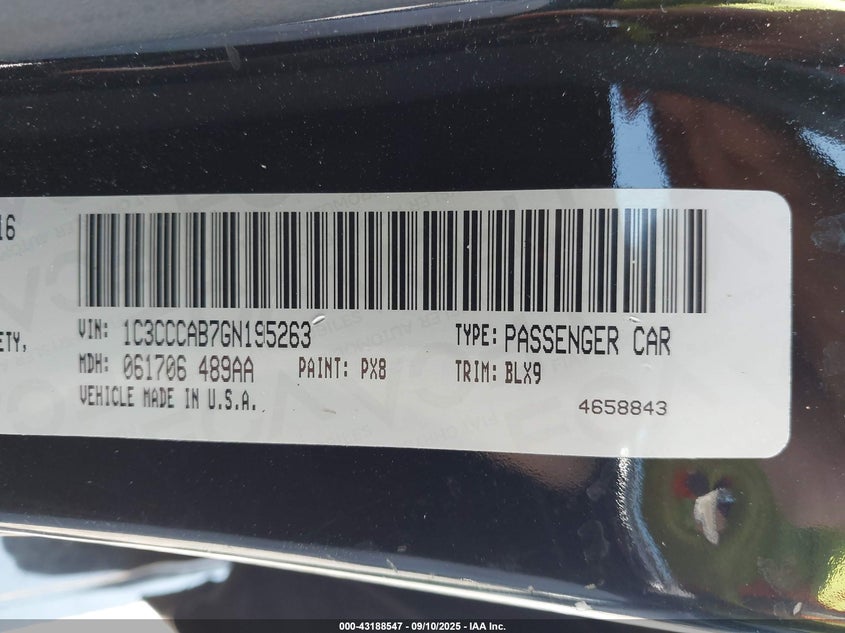 16
ETY,
VIN: 1C3CCCAB7GN195263
TYPE: PASSENGER CAR
MDH: 061706 489AA
PAINT: PX8
TRIM: BLX9
VEHICLE MADE IN U.S.A.
4658843
000-43188547 - 09/10/2025 - IAA Inc.